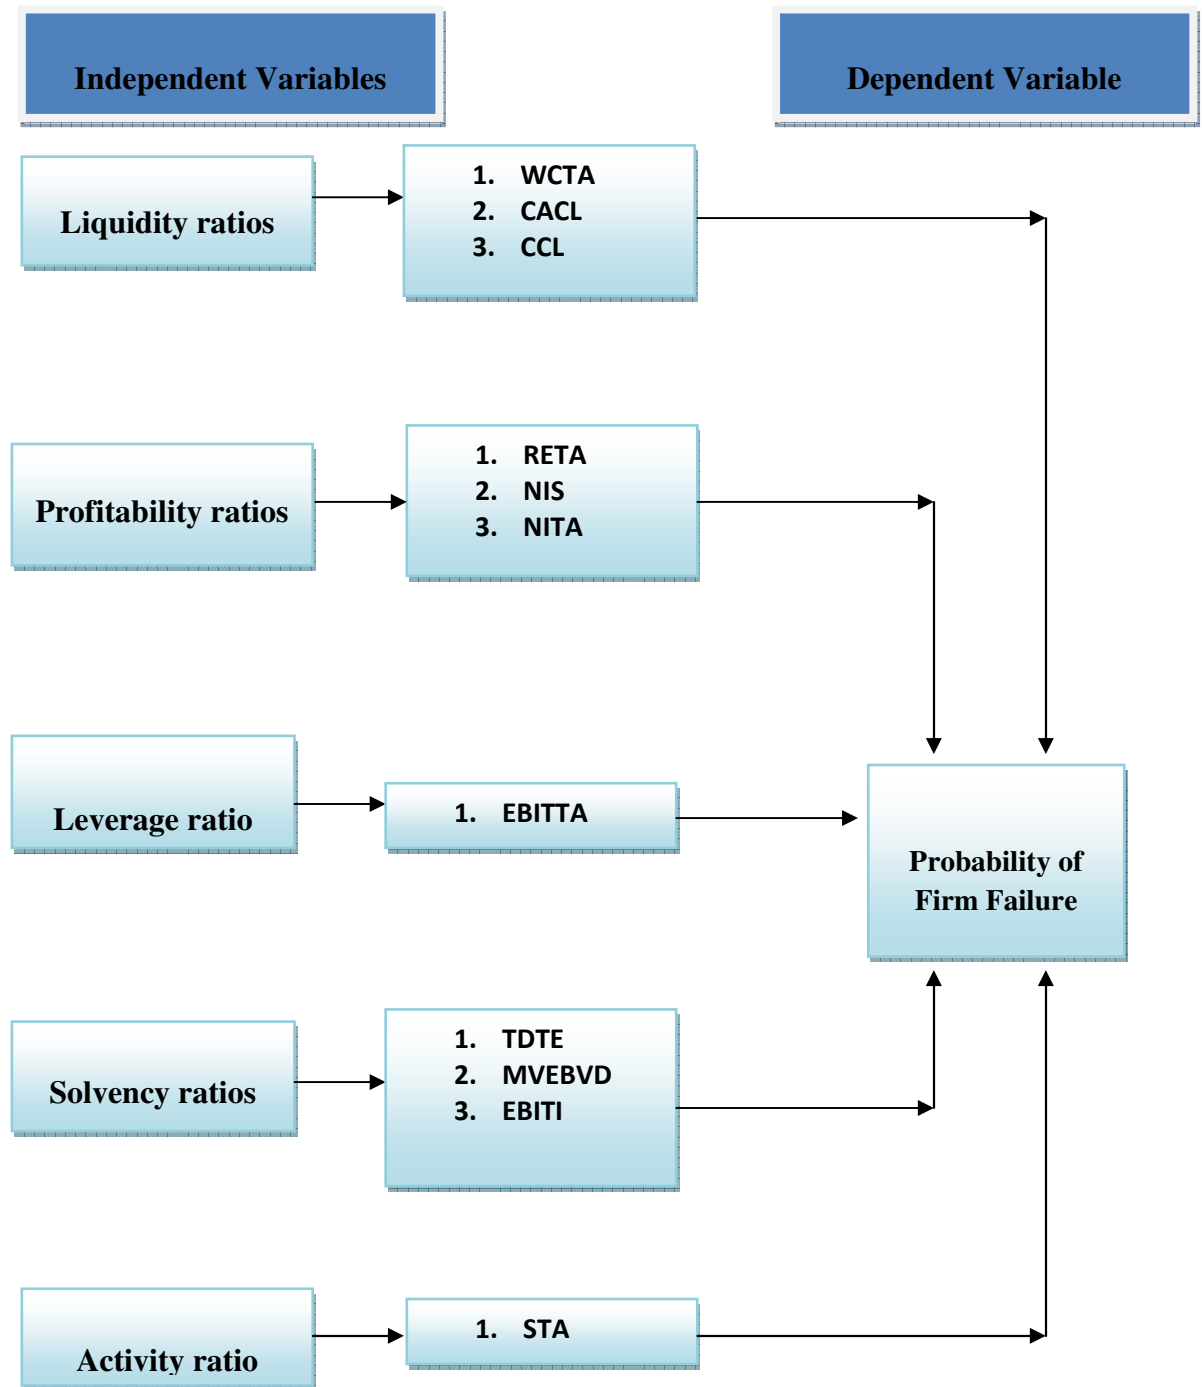 Independent Variables
Dependent Variable
Liquidity ratios
1. WCTA
2. CACL
3. CCL
Profitability ratios
1. RETA
2. NIS
3. NITA
Leverage ratio
1. EBITTA
Probability of
Firm Failure
Solvency ratios
1. TDTE
2. MVEBVD
3. EBITI
Activity ratio
1. STA